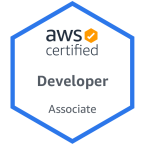 aws
certified
Developer
Associate